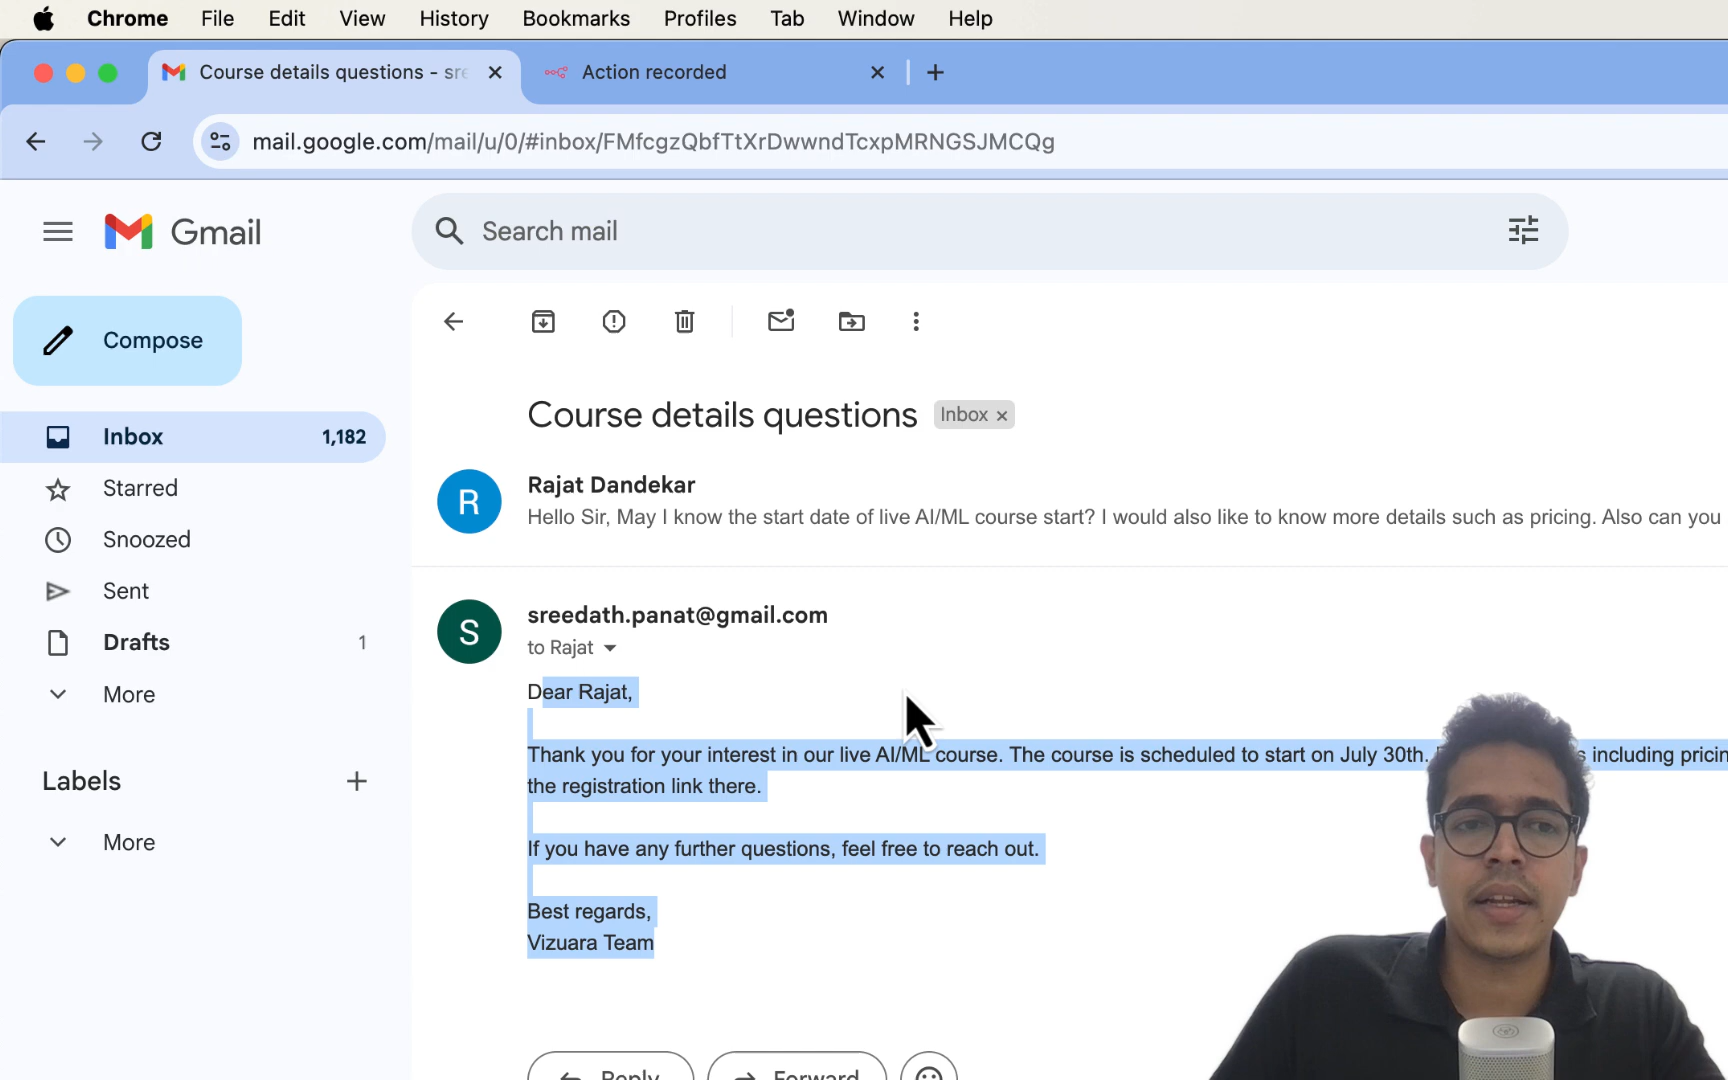 Chrome File Edit View History Bookmarks Profiles Tab Window Help
Course details questions - sre Action recorded
mail.google.com/mail/u/0/#inbox/FMfcgzQbfTtXrDwwndTcxpMRNGSJMCQg
Gmail
Search mail
Compose
Inbox 1,182
Starred
Snoozed
Sent
Drafts 1
More
Labels
More
Course details questions Inbox
R
Rajat Dandekar
Hello Sir, May I know the start date of live AI/ML course start? I would also like to know more details such as pricing. Also can you
S
sreedath.panat@gmail.com
to Rajat
Dear Rajat,
Thank you for your interest in our live AI/ML course. The course is scheduled to start on July 30th. including pricin
the registration link there.
If you have any further questions, feel free to reach out.
Best regards,
Vizuara Team
Reply Forward